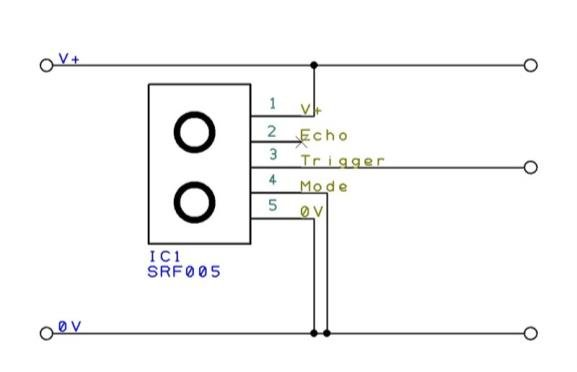 V+
1 V+
2 Echo
3 Trigger
4 Mode
5 0V
IC1
SRF005
0V